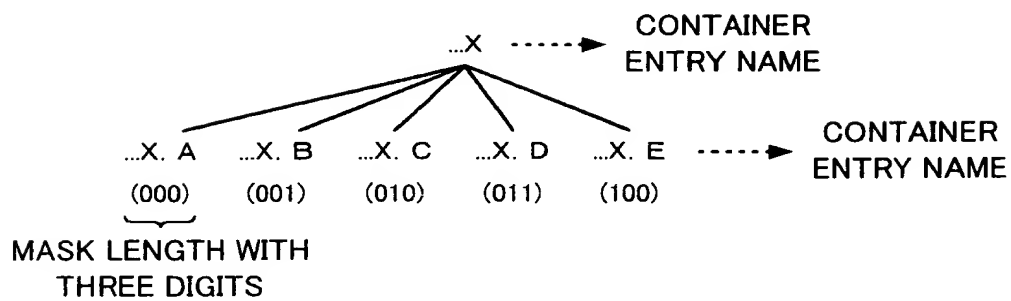 ...X
CONTAINER
ENTRY NAME
...X. A ...X. B ...X. C ...X. D ...X. E
CONTAINER
ENTRY NAME
(000) (001) (010) (011) (100)
MASK LENGTH WITH
THREE DIGITS